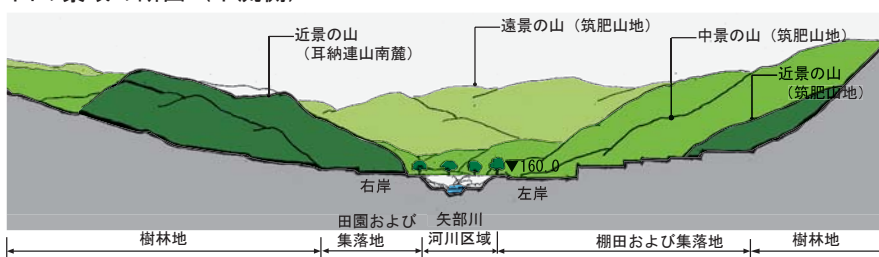 近景の山
（耳納連山南麓）
遠景の山（筑肥山地）
中景の山（筑肥山地）
近景の山
（筑肥山地）
▼160.0
右岸
左岸
樹林地
田園および
集落地
矢部川
河川区域
棚田および集落地
樹林地